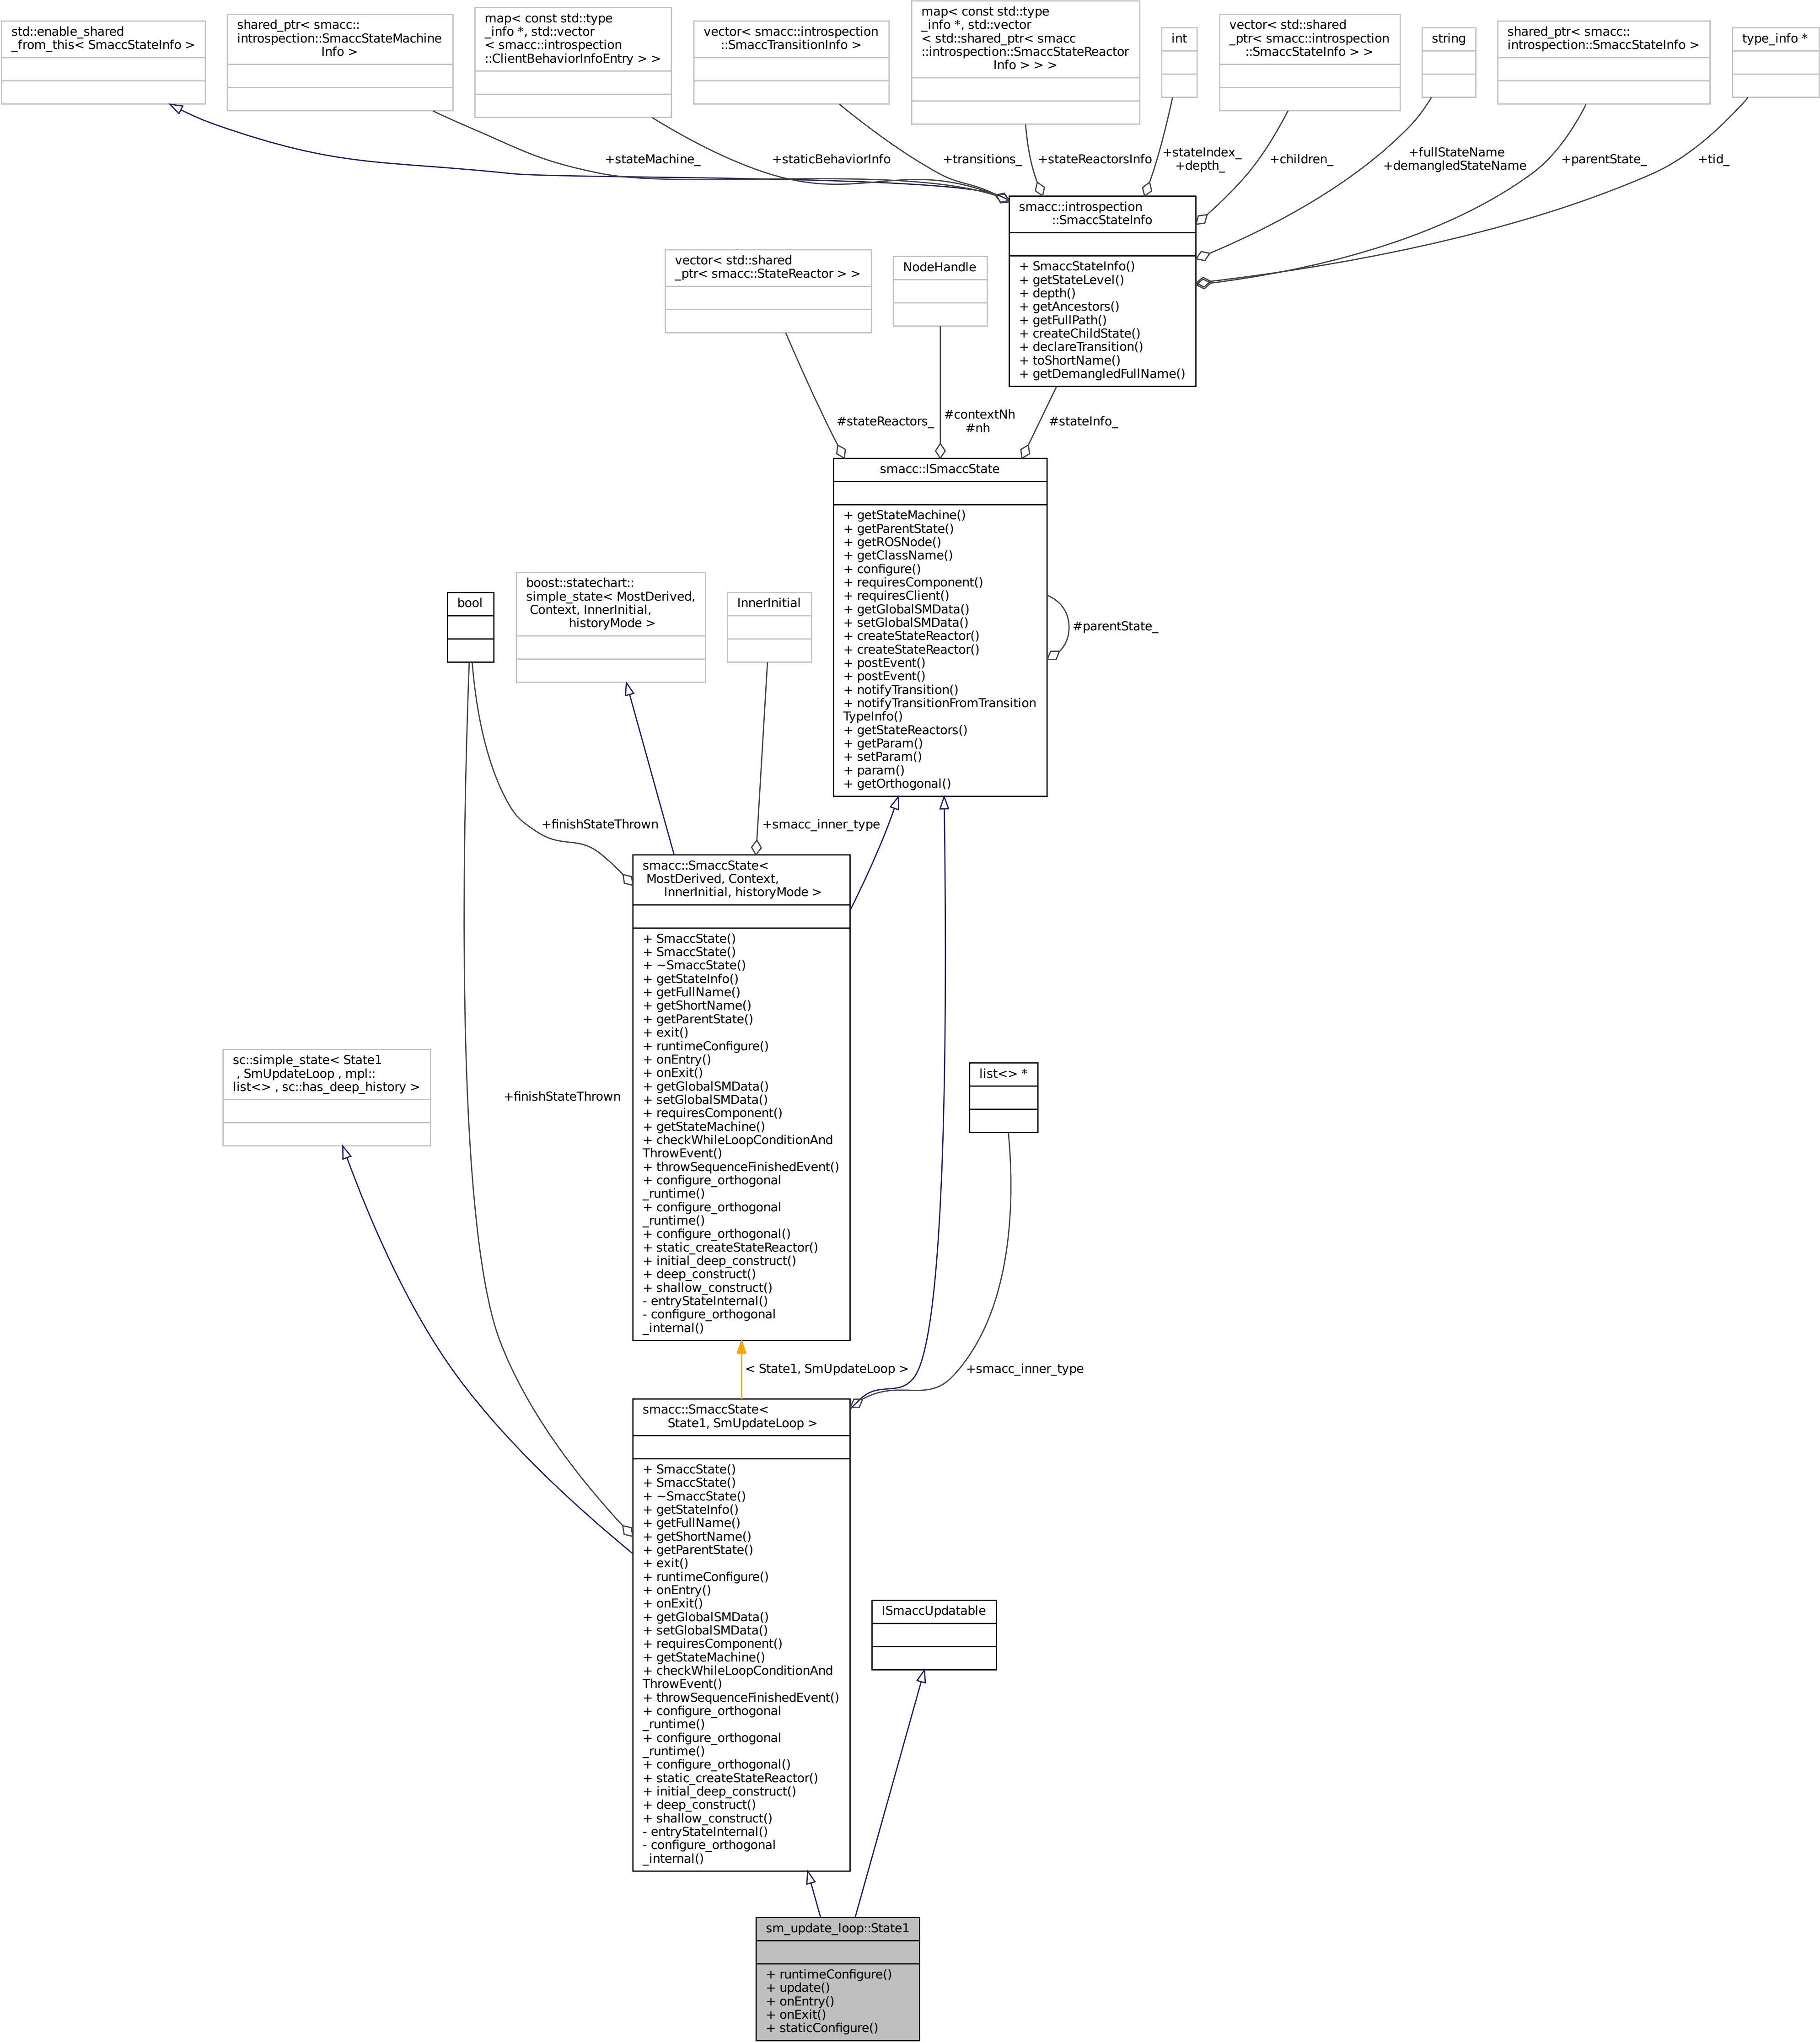 std::enable_shared
_from_this< SmaccStateInfo >
shared_ptr< smacc::
introspection::SmaccStateMachine
Info >
map< const std::type
_info *, std::vector
< smacc::introspection
::ClientBehaviorInfoEntry > >
vector< smacc::introspection
::SmaccTransitionInfo >
map< const std::type
_info *, std::vector
< std::shared_ptr< smacc
::introspection::SmaccStateReactor
Info > > >
int
vector< std::shared
_ptr< smacc::introspection
::SmaccStateInfo > >
string
shared_ptr< smacc::
introspection::SmaccStateInfo >
type_info *
+stateMachine_
+staticBehaviorInfo
+transitions_
+stateReactorsInfo
+stateIndex_
+depth_
+children_
+fullStateName
+demangledStateName
+parentState_
+tid_
smacc::introspection
::SmaccStateInfo
+ SmaccStateInfo()
+ getStateLevel()
+ depth()
+ getAncestors()
+ getFullPath()
+ createChildState()
+ declareTransition()
+ toShortName()
+ getDemangledFullName()
vector< std::shared
_ptr< smacc::StateReactor > >
NodeHandle
#stateReactors_
#contextNh
#nh
#stateInfo_
smacc::ISmaccState
+ getStateMachine()
+ getParentState()
+ getROSNode()
+ getClassName()
+ configure()
+ requiresComponent()
+ requiresClient()
+ getGlobalSMData()
+ setGlobalSMData()
+ createStateReactor()
+ createStateReactor()
+ postEvent()
+ postEvent()
+ notifyTransition()
+ notifyTransitionFromTransition
TypeInfo()
+ getStateReactors()
+ getParam()
+ setParam()
+ param()
+ getOrthogonal()
#parentState_
bool
boost::statechart::
simple_state< MostDerived,
Context, InnerInitial,
historyMode >
InnerInitial
+finishStateThrown
+smacc_inner_type
smacc::SmaccState<
MostDerived, Context,
InnerInitial, historyMode >
+ SmaccState()
+ SmaccState()
+ ~SmaccState()
+ getStateInfo()
+ getFullName()
+ getShortName()
+ getParentState()
+ exit()
+ runtimeConfigure()
+ onEntry()
+ onExit()
+ getGlobalSMData()
+ setGlobalSMData()
+ requiresComponent()
+ getStateMachine()
+ checkWhileLoopConditionAnd
ThrowEvent()
+ throwSequenceFinishedEvent()
+ configure_orthogonal
_runtime()
+ configure_orthogonal
_runtime()
+ configure_orthogonal()
+ static_createStateReactor()
+ initial_deep_construct()
+ deep_construct()
+ shallow_construct()
- entryStateInternal()
- configure_orthogonal
_internal()
sc::simple_state< State1
, SmUpdateLoop , mpl::
list<> , sc::has_deep_history >
+finishStateThrown
list<> *
< State1, SmUpdateLoop >
+smacc_inner_type
smacc::SmaccState<
State1, SmUpdateLoop >
+ SmaccState()
+ SmaccState()
+ ~SmaccState()
+ getStateInfo()
+ getFullName()
+ getShortName()
+ getParentState()
+ exit()
+ runtimeConfigure()
+ onEntry()
+ onExit()
+ getGlobalSMData()
+ setGlobalSMData()
+ requiresComponent()
+ getStateMachine()
+ checkWhileLoopConditionAnd
ThrowEvent()
+ throwSequenceFinishedEvent()
+ configure_orthogonal
_runtime()
+ configure_orthogonal
_runtime()
+ configure_orthogonal()
+ static_createStateReactor()
+ initial_deep_construct()
+ deep_construct()
+ shallow_construct()
- entryStateInternal()
- configure_orthogonal
_internal()
ISmaccUpdatable
sm_update_loop::State1
+ runtimeConfigure()
+ update()
+ onEntry()
+ onExit()
+ staticConfigure()